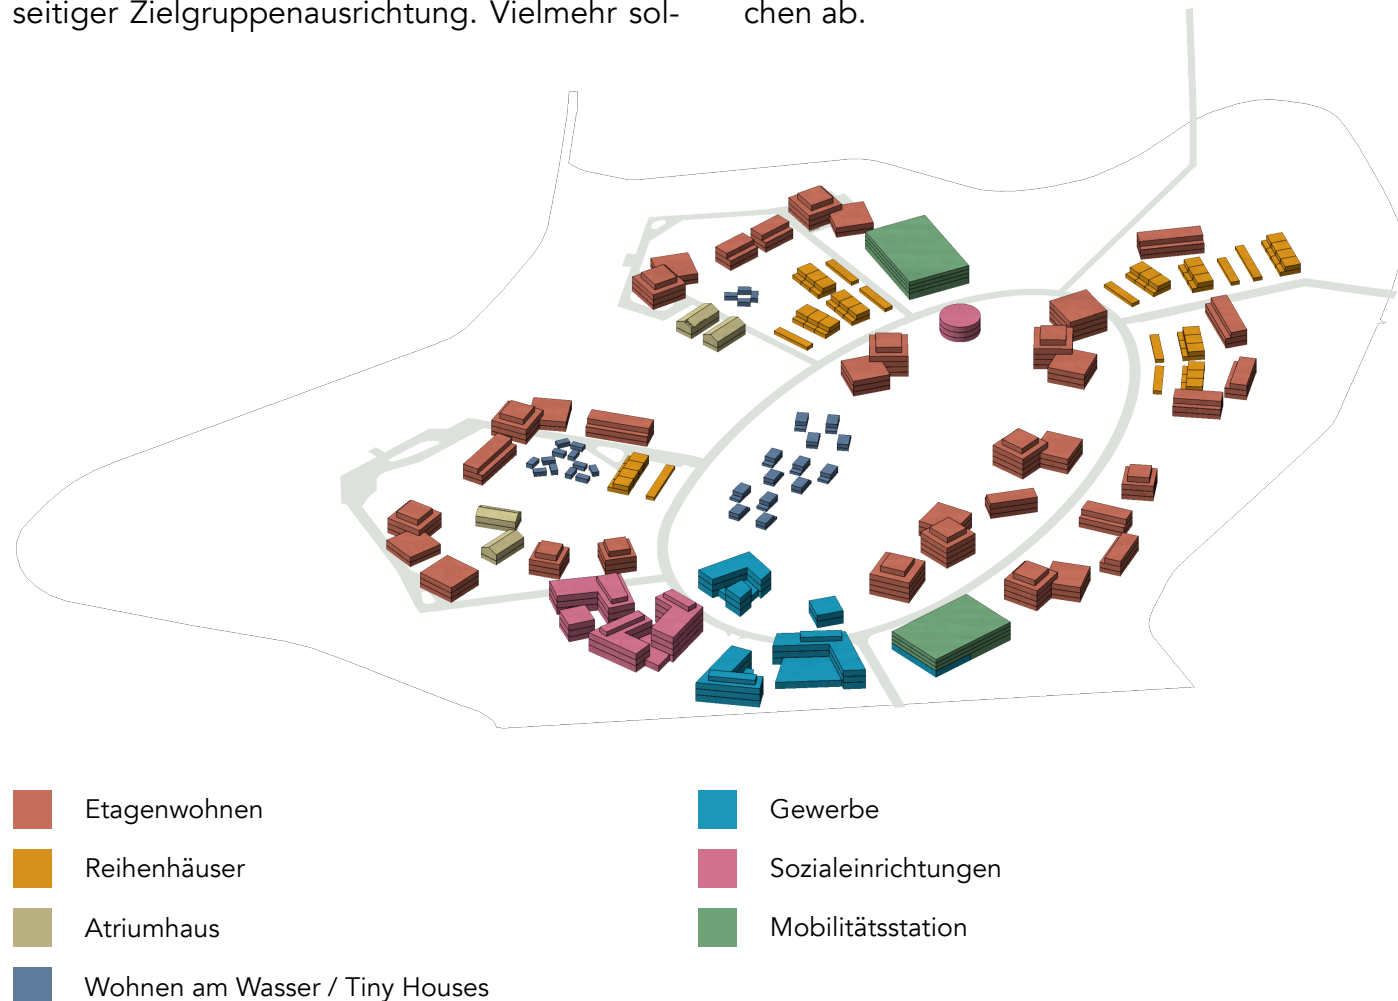 seitiger Zielgruppenausrichtung. Vielmehr sol-
chen ab.
Etagenwohnen
Reihenhäuser
Atriumhaus
Wohnen am Wasser / Tiny Houses
Gewerbe
Sozialeinrichtungen
Mobilitätsstation